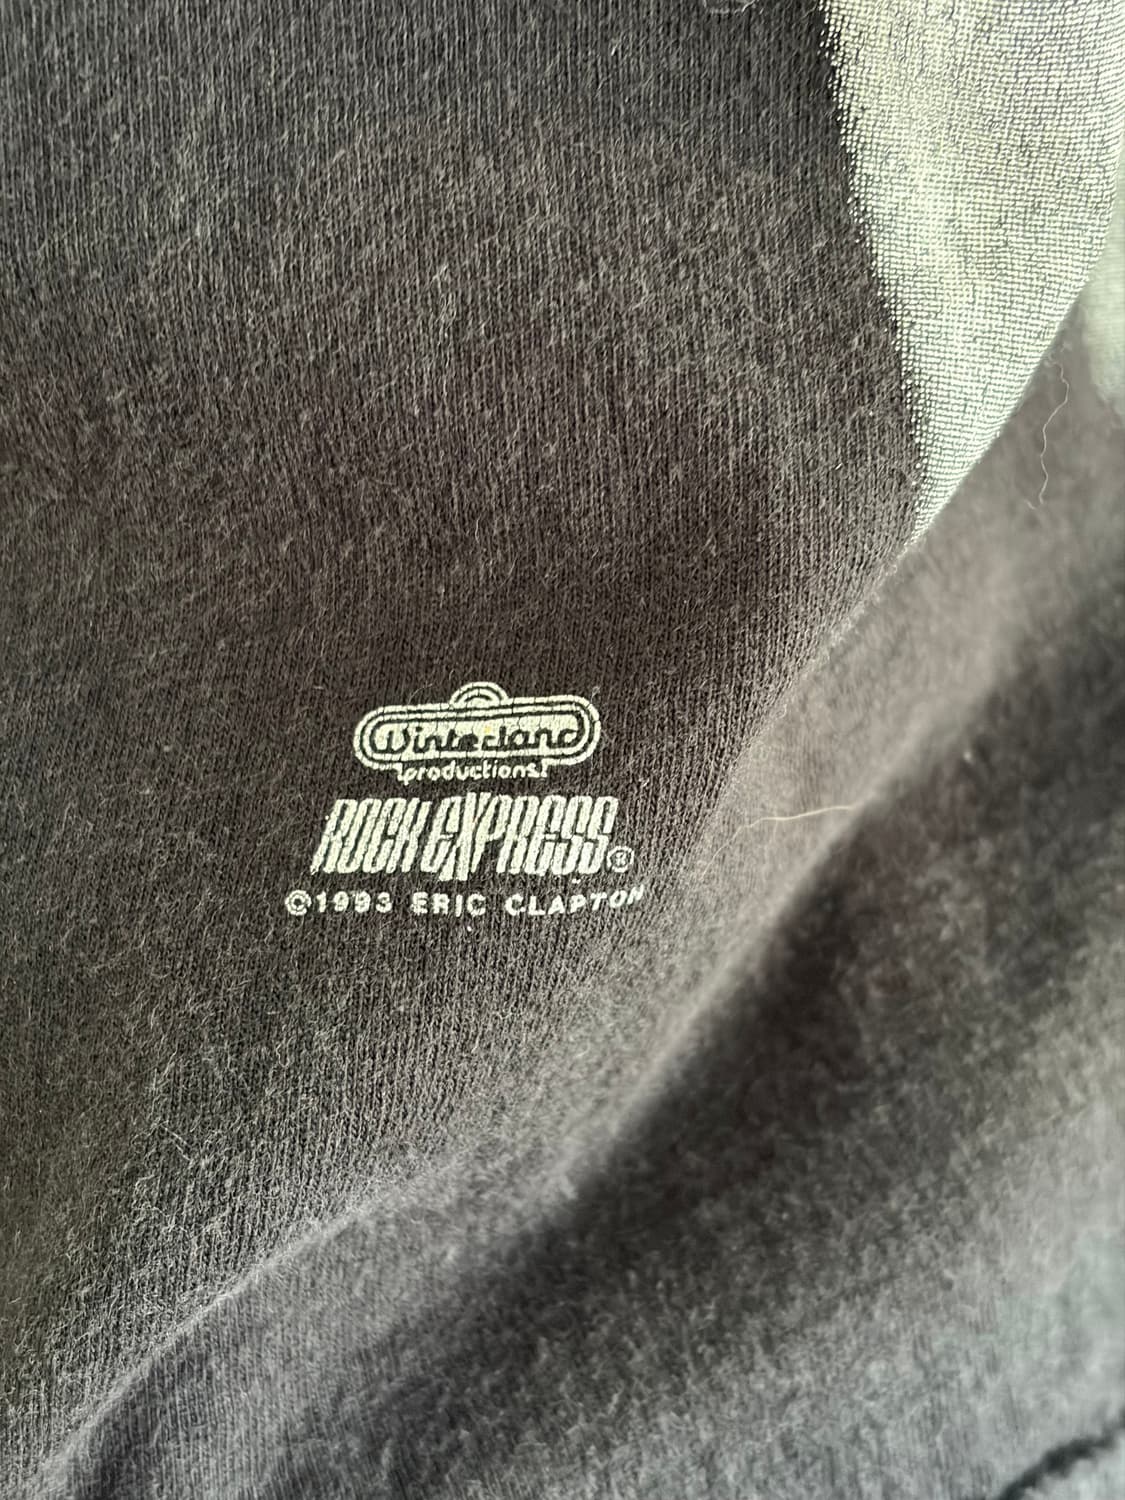 Winterland
productions
ROCK EXPRESS®
©1993 ERIC CLAPTON